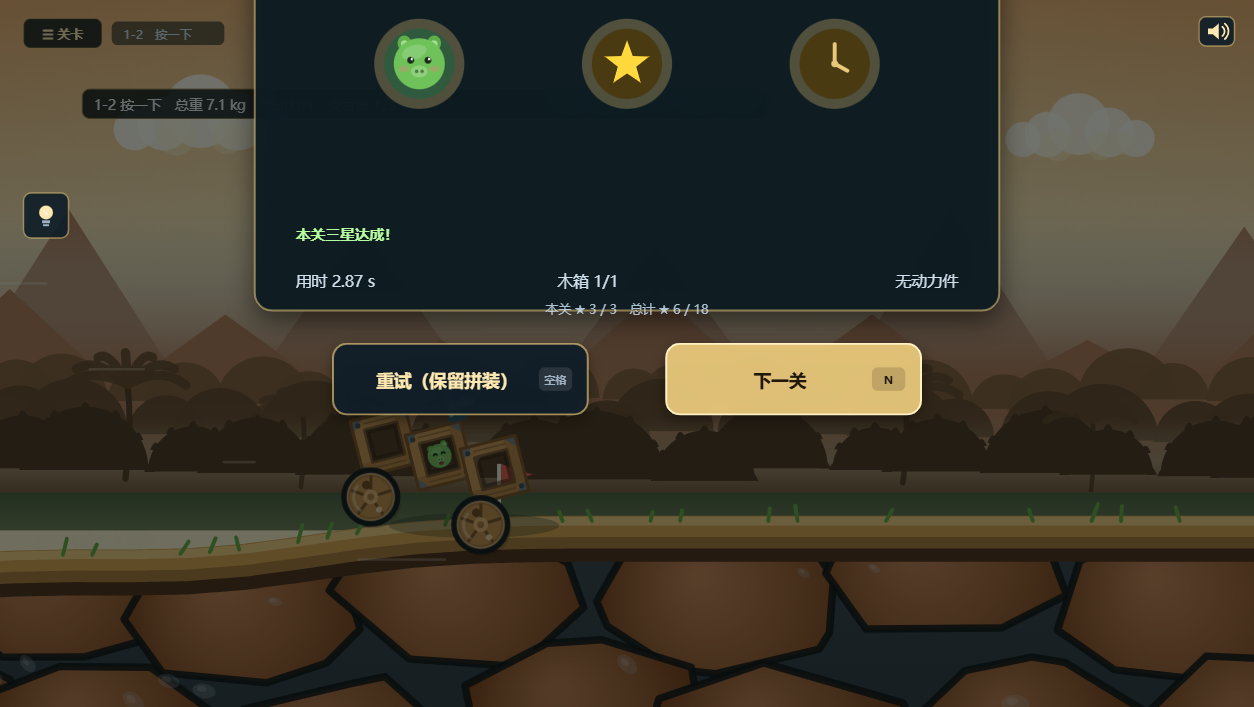 ☰ 关卡
1-2 按一下
1-2 按一下 总重 7.1 kg
本关三星达成!
用时 2.87 s
木箱 1/1
无动力件
本关 ★ 3 / 3 总计 ★ 6 / 18
重试（保留拼装） 空格
下一关 N